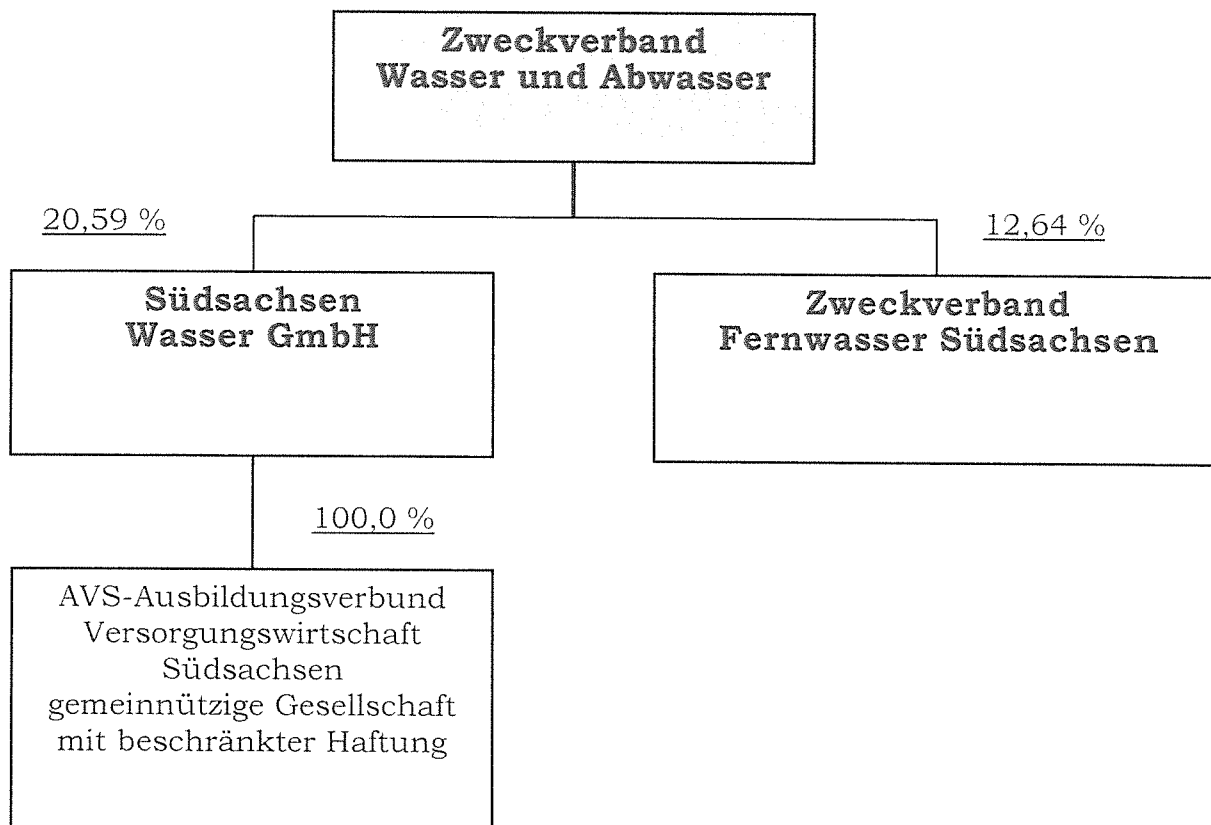 Zweckverband
Wasser und Abwasser
20,59 %
12,64 %
Südsachsen
Wasser GmbH
Zweckverband
Fernwasser Südsachsen
100,0 %
AVS-Ausbildungsverbund
Versorgungswirtschaft
Südsachsen
gemeinnützige Gesellschaft
mit beschränkter Haftung